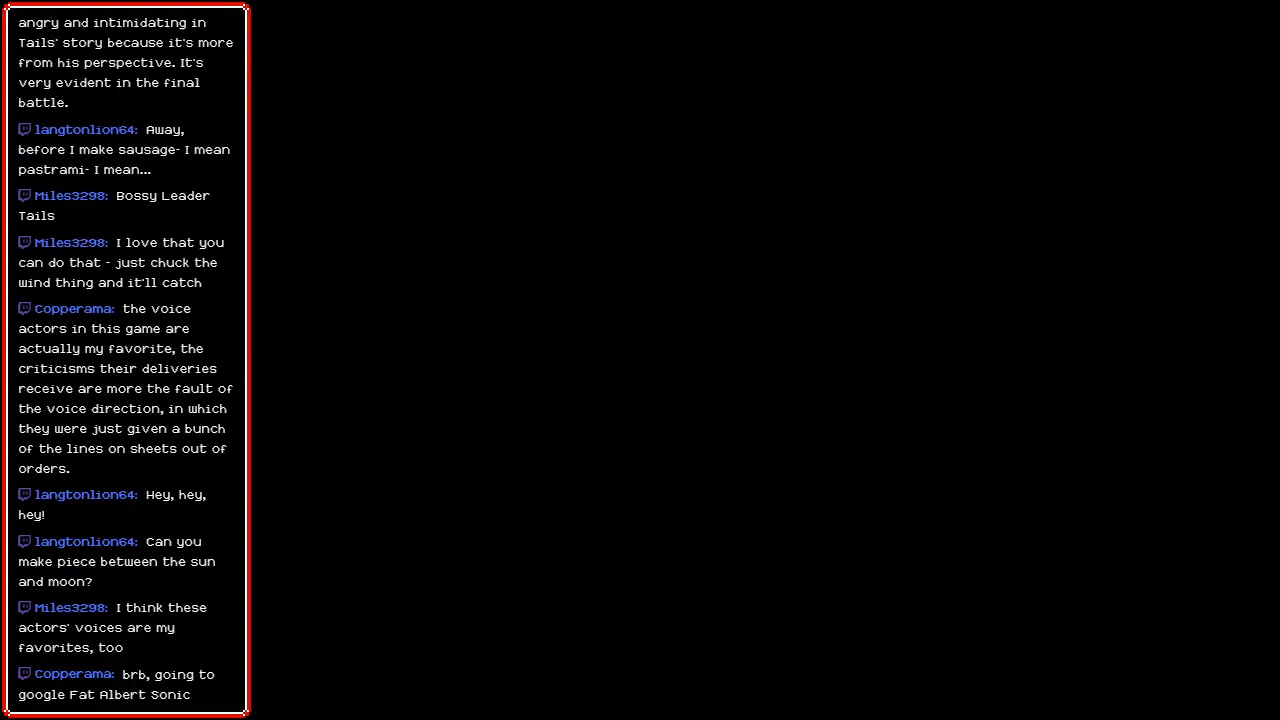 angry and intimidating in
Tails' story because it's more
from his perspective. It's
very evident in the final
battle.
langtonlion64: Away,
before I make sausage- I mean
pastrami- I mean...
Miles3298: Bossy Leader
Tails
Miles3298: I love that you
can do that - just chuck the
wind thing and it'll catch
Copperama: the voice
actors in this game are
actually my favorite, the
criticisms their deliveries
receive are more the fault of
the voice direction, in which
they were just given a bunch
of the lines on sheets out of
orders.
langtonlion64: Hey, hey,
hey!
langtonlion64: Can you
make piece between the sun
and moon?
Miles3298: I think these
actors' voices are my
favorites, too
Copperama: brb, going to
google Fat Albert Sonic